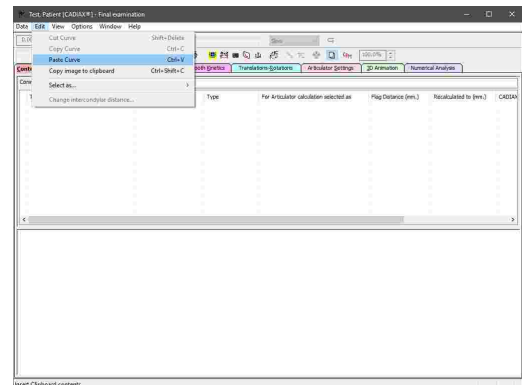 Test, Patient [CADIAX®] - Final examination
Data Edit View Options Window Help
Cut Curve Shift+Delete
Copy Curve Ctrl+C
Paste Curve Ctrl+V
Copy image to clipboard Ctrl+Shift+C
Select as...
Change intercondylar distance...
100.0%
Translations-Rotations Articulator Settings 3D Animation Numerical Analysis
Type For Articulator calculation selected as Flag Distance (mm.) Recalculated to (mm.) CADIAX
Insert Clipboard contents